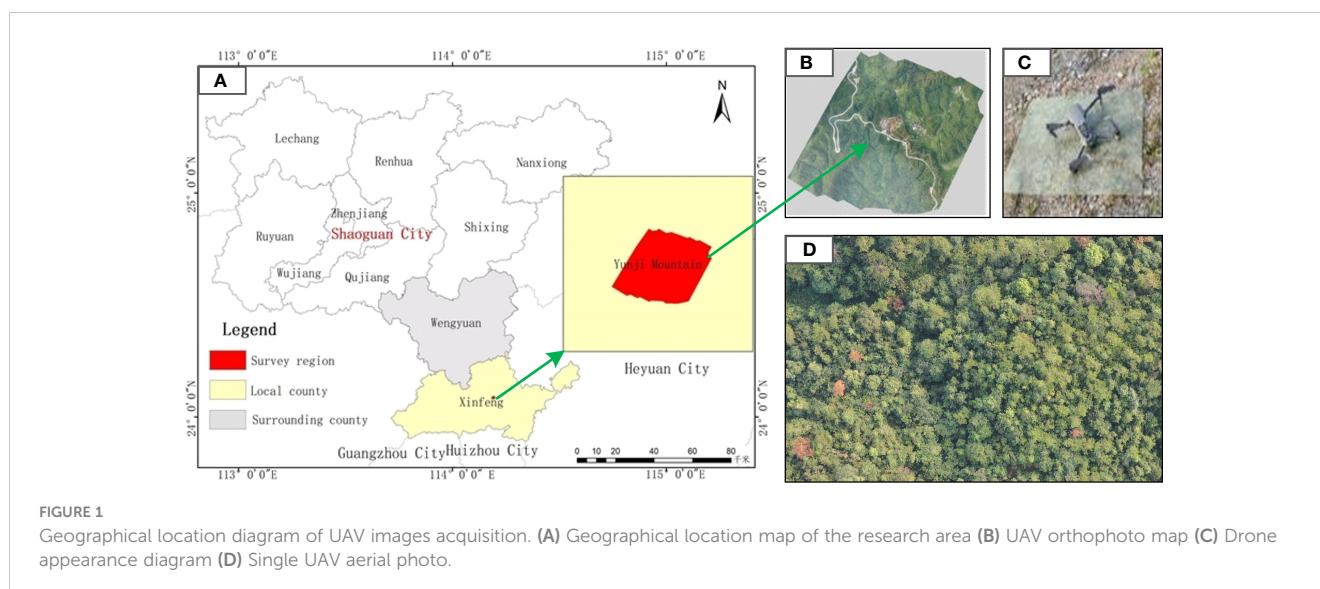 113° 0′0″E
114° 0′0″E
115° 0′0″E
A
B
C
N
Lechang
Renhua
Nanxiong
25° 0′0″N
25° 0′0″N
Zhenjiang
Shaoguan City
Ruyuan
Shixing
Wujiang
Qujiang
Yunji Mountain
D
Wengyuan
Legend
Survey region
Local county
Surrounding county
Heyuan City
Xinfeng
24° 0′0″N
24° 0′0″N
Guangzhou City
Huizhou City
0 10 20 40 60 80
千米
113° 0′0″E
114° 0′0″E
115° 0′0″E
FIGURE 1
Geographical location diagram of UAV images acquisition. (A) Geographical location map of the research area (B) UAV orthophoto map (C) Drone
appearance diagram (D) Single UAV aerial photo.